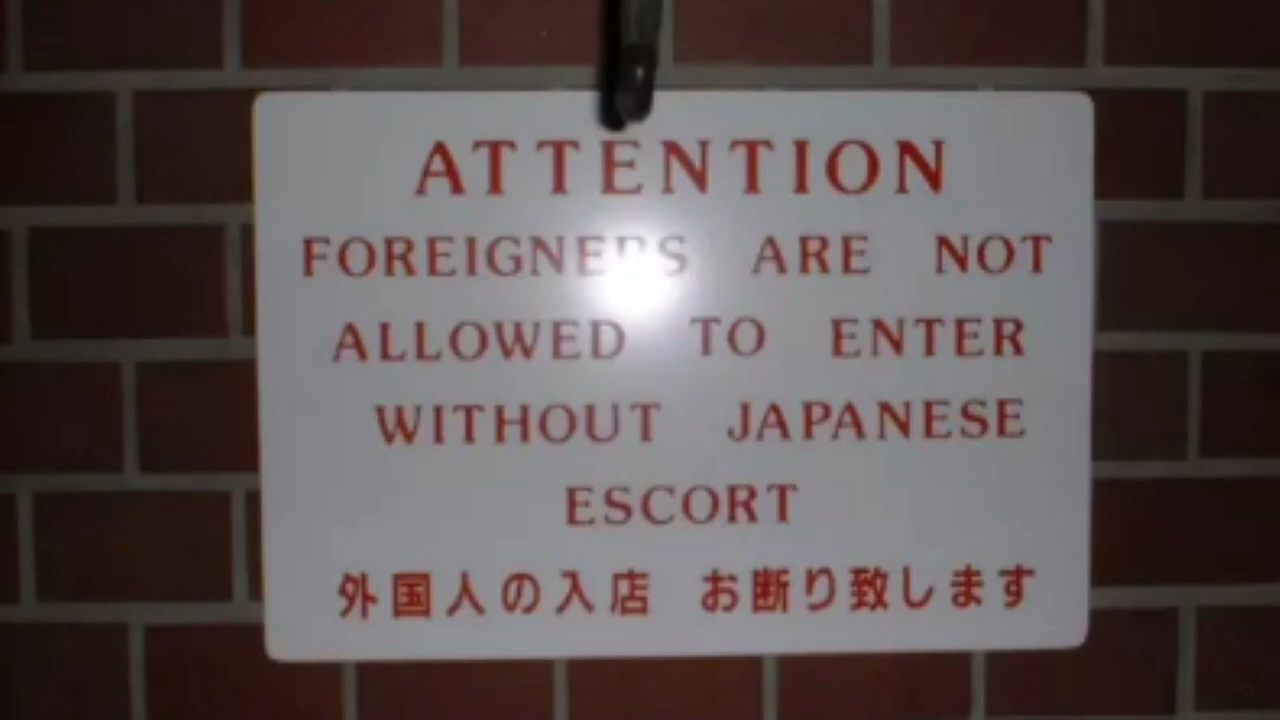 ATTENTION
FOREIGNERS ARE NOT
ALLOWED TO ENTER
WITHOUT JAPANESE
ESCORT
外国人の入店 お断り致します